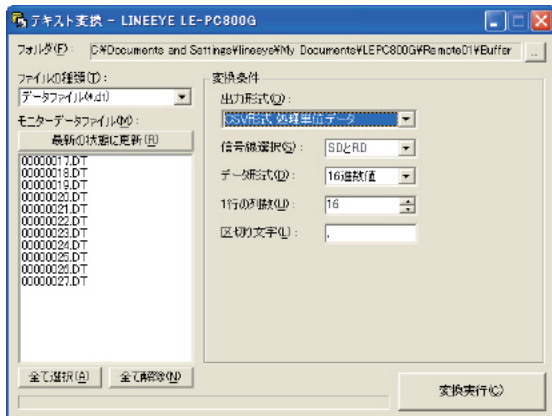 テキスト変換 - LINEEYE LE-PC800G
フォルダ(F): C:¥Documents and Settings¥lineeye¥My Documents¥LEPC800G¥Remote01¥Buffer ...
ファイルの種類(T):
データファイル(*.dt)
モニターデータファイル(M):
最新の状態に更新(R)
00000017.DT
00000018.DT
00000019.DT
00000020.DT
00000021.DT
00000022.DT
00000023.DT
00000024.DT
00000025.DT
00000026.DT
00000027.DT
全て選択(A) 全て解除(N)
変換条件
出力形式(O):
CSV形式 処理単位データ
信号線選択(S): SDとRD
データ形式(D): 16進数値
1行の列数(U): 16
区切り文字(L): ,
変換実行(C)